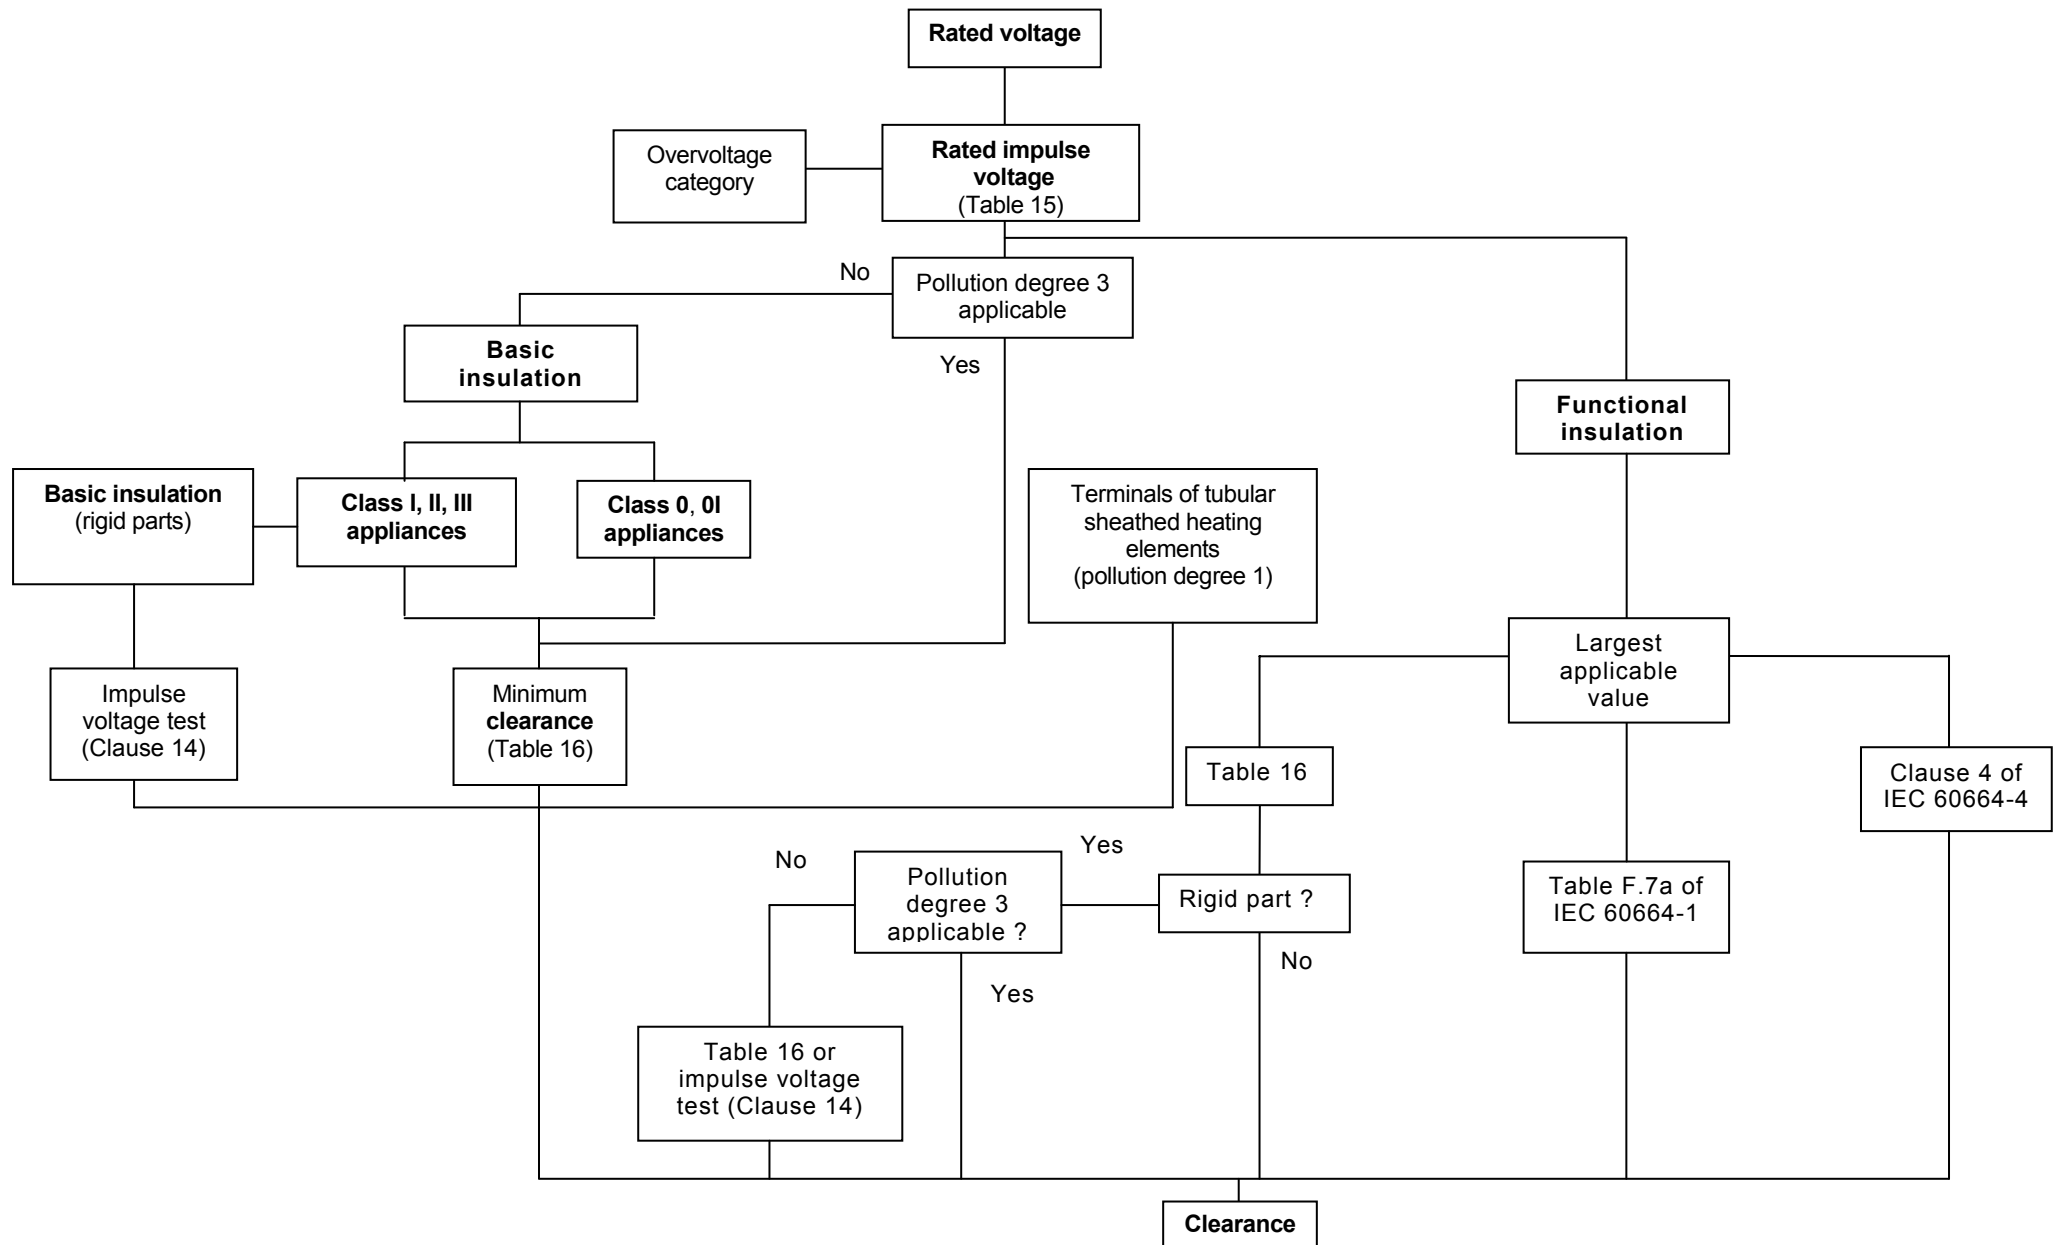 Rated voltage
Overvoltage
category
Rated impulse
voltage
(Table 15)
No
Pollution degree 3
applicable
Yes
Basic
insulation
Functional
insulation
Basic insulation
(rigid parts)
Class I, II, III
appliances
Class 0, 0I
appliances
Terminals of tubular
sheathed heating
elements
(pollution degree 1)
Largest
applicable
value
Impulse
voltage test
(Clause 14)
Minimum
clearance
(Table 16)
Table 16
Clause 4 of
IEC 60664-4
No
Pollution
degree 3
applicable ?
Yes
Rigid part ?
Table F.7a of
IEC 60664-1
Yes
No
Table 16 or
impulse voltage
test (Clause 14)
Clearance